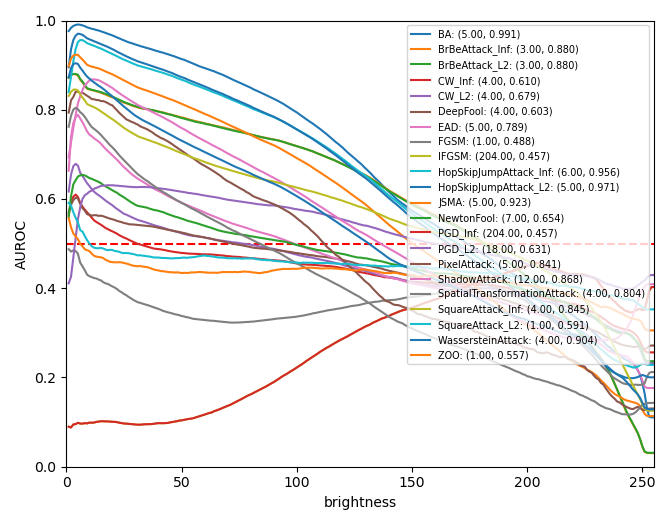 1.0
0.8
0.6
0.4
0.2
0.0
AUROC
0
50
100
150
200
250
brightness
BA: (5.00, 0.991)
BrBeAttack_Inf: (3.00, 0.880)
BrBeAttack_L2: (3.00, 0.880)
CW_Inf: (4.00, 0.610)
CW_L2: (4.00, 0.679)
DeepFool: (4.00, 0.603)
EAD: (5.00, 0.789)
FGSM: (1.00, 0.488)
IFGSM: (204.00, 0.457)
HopSkipJumpAttack_Inf: (6.00, 0.956)
HopSkipJumpAttack_L2: (5.00, 0.971)
JSMA: (5.00, 0.923)
NewtonFool: (7.00, 0.654)
PGD_Inf: (204.00, 0.457)
PGD_L2: (18.00, 0.631)
PixelAttack: (5.00, 0.841)
ShadowAttack: (12.00, 0.868)
SpatialTransformationAttack: (4.00, 0.804)
SquareAttack_Inf: (4.00, 0.845)
SquareAttack_L2: (1.00, 0.591)
WassersteinAttack: (4.00, 0.904)
ZOO: (1.00, 0.557)